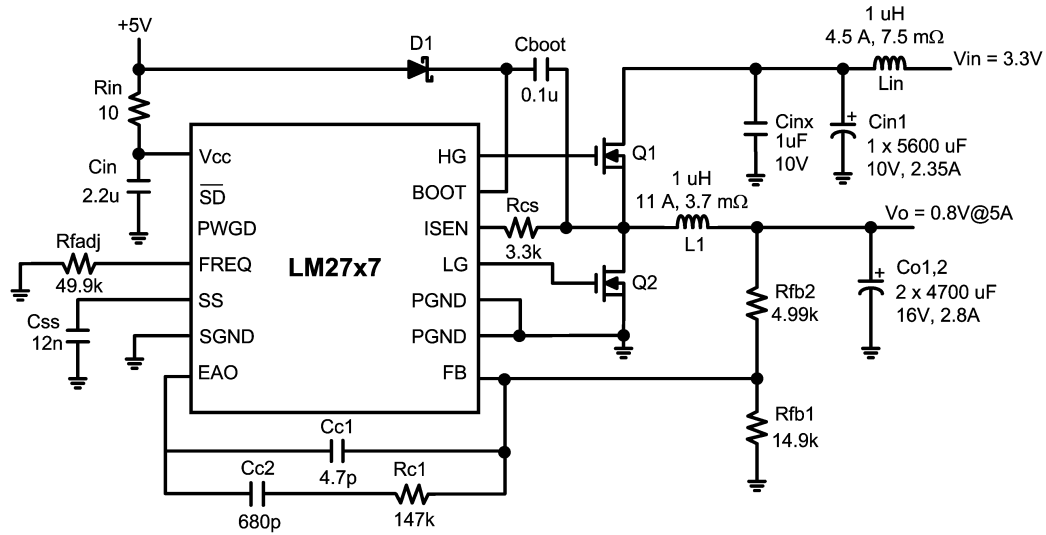 +5V
D1
Cboot
0.1u
1 uH
4.5 A, 7.5 mΩ
Lin
Vin = 3.3V
Rin
10
Cin
2.2u
Cinx
1uF
10V
Cin1
1 x 5600 uF
10V, 2.35A
+
Vcc
SD
PWGD
FREQ
SS
SGND
EAO
LM27x7
HG
BOOT
ISEN
LG
PGND
PGND
FB
Q1
Rcs
3.3k
1 uH
11 A, 3.7 mΩ
L1
Vo = 0.8V@5A
Q2
Rfadj
49.9k
Css
12n
Rfb2
4.99k
+
Co1,2
2 x 4700 uF
16V, 2.8A
Rfb1
14.9k
Cc1
4.7p
Cc2
680p
Rc1
147k